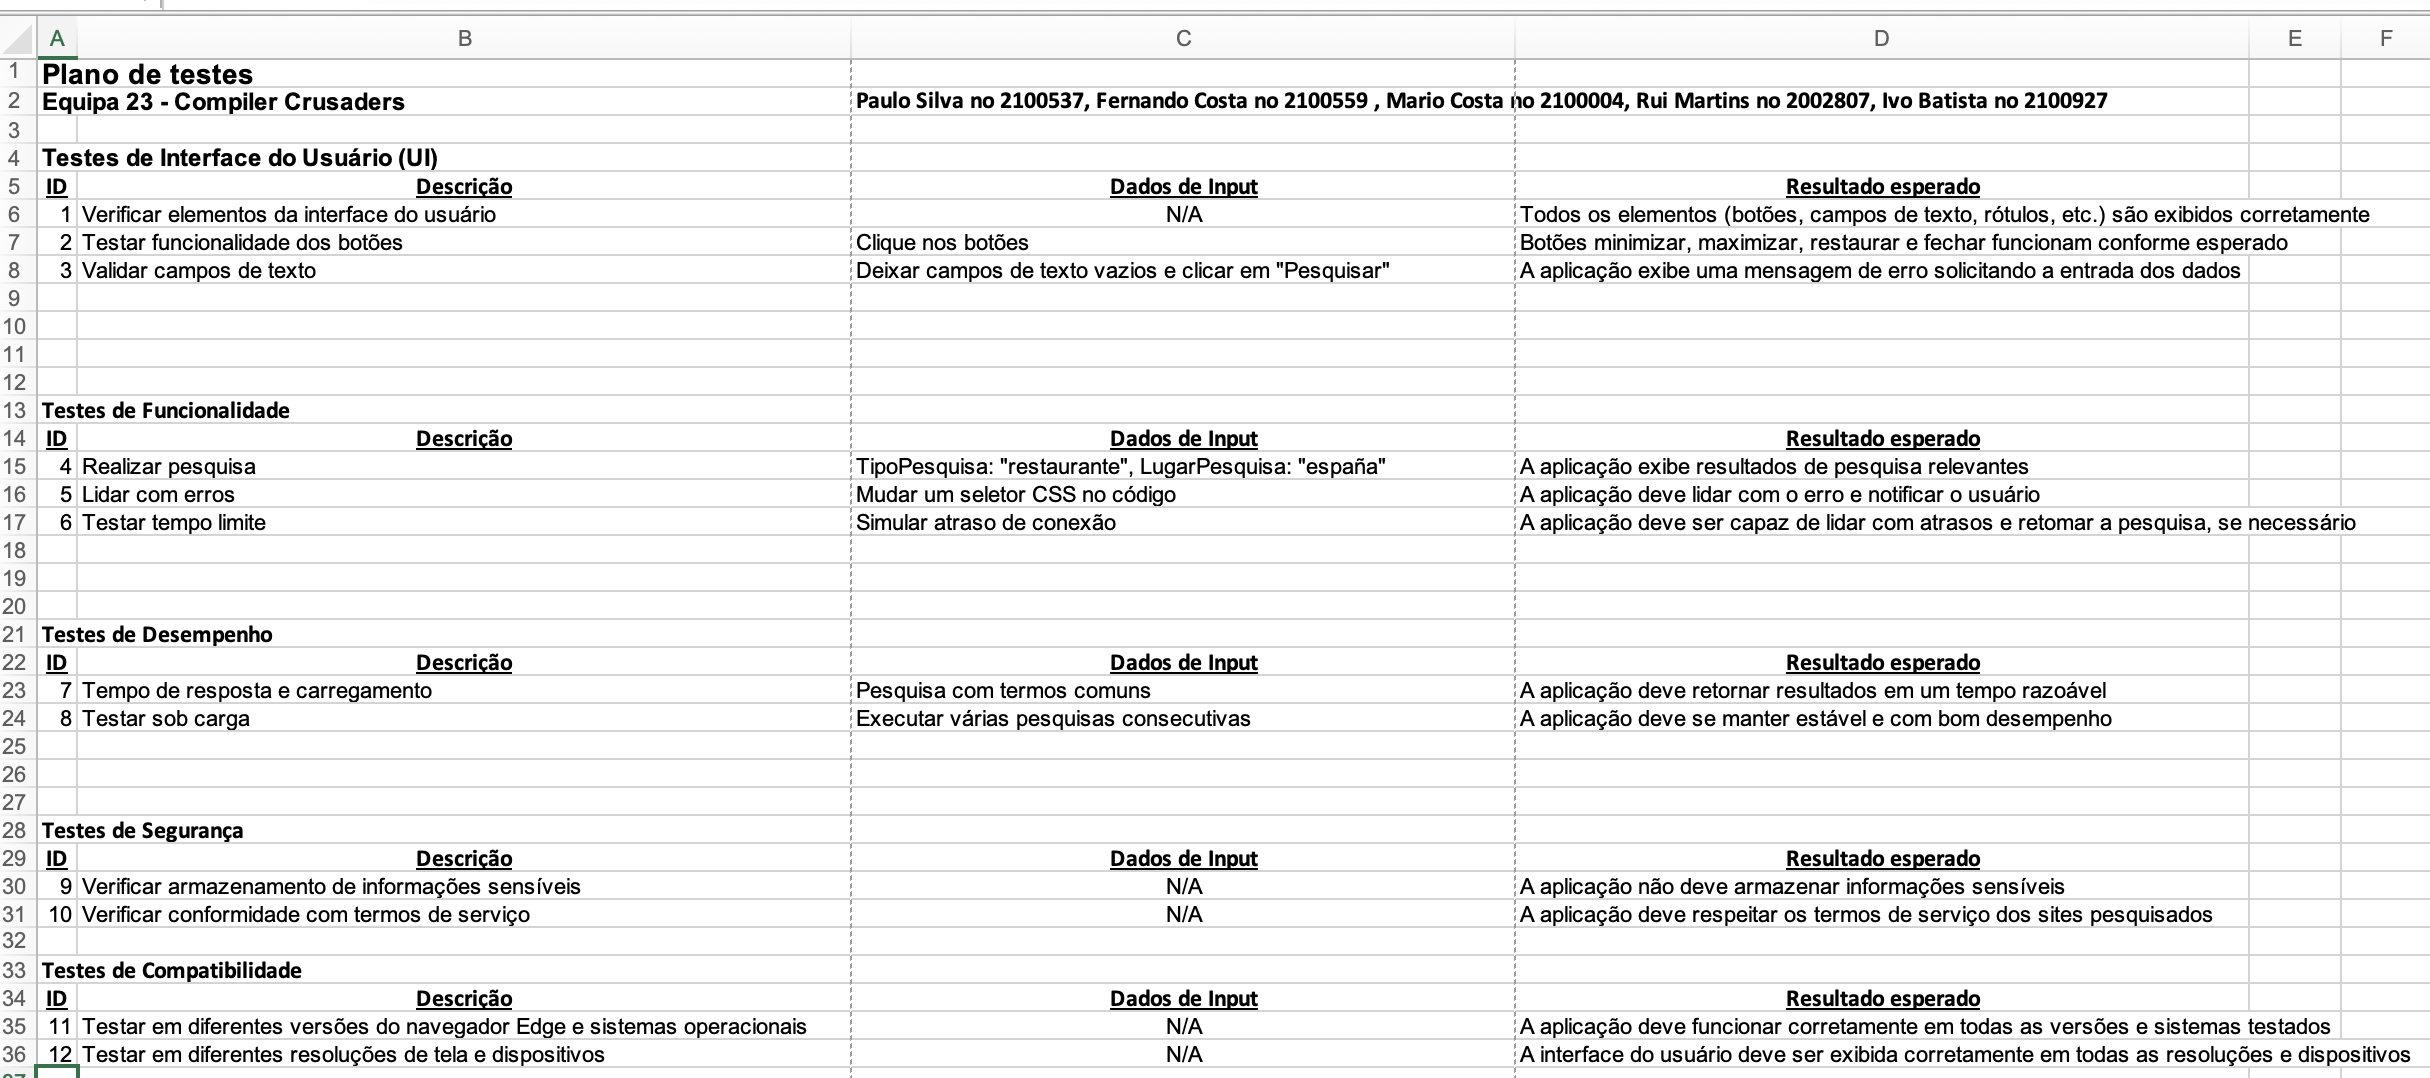 A B C D E F
1 Plano de testes
2 Equipa 23 - Compiler Crusaders Paulo Silva no 2100537, Fernando Costa no 2100559 , Mario Costa no 2100004, Rui Martins no 2002807, Ivo Batista no 2100927
3
4 Testes de Interface do Usuário (UI)
5 ID Descrição Dados de Input Resultado esperado
6 1 Verificar elementos da interface do usuário N/A Todos os elementos (botões, campos de texto, rótulos, etc.) são exibidos corretamente
7 2 Testar funcionalidade dos botões Clique nos botões Botões minimizar, maximizar, restaurar e fechar funcionam conforme esperado
8 3 Validar campos de texto Deixar campos de texto vazios e clicar em "Pesquisar" A aplicação exibe uma mensagem de erro solicitando a entrada dos dados
9
10
11
12
13 Testes de Funcionalidade
14 ID Descrição Dados de Input Resultado esperado
15 4 Realizar pesquisa TipoPesquisa: "restaurante", LugarPesquisa: "españa" A aplicação exibe resultados de pesquisa relevantes
16 5 Lidar com erros Mudar um seletor CSS no código A aplicação deve lidar com o erro e notificar o usuário
17 6 Testar tempo limite Simular atraso de conexão A aplicação deve ser capaz de lidar com atrasos e retomar a pesquisa, se necessário
18
19
20
21 Testes de Desempenho
22 ID Descrição Dados de Input Resultado esperado
23 7 Tempo de resposta e carregamento Pesquisa com termos comuns A aplicação deve retornar resultados em um tempo razoável
24 8 Testar sob carga Executar várias pesquisas consecutivas A aplicação deve se manter estável e com bom desempenho
25
26
27
28 Testes de Segurança
29 ID Descrição Dados de Input Resultado esperado
30 9 Verificar armazenamento de informações sensíveis N/A A aplicação não deve armazenar informações sensíveis
31 10 Verificar conformidade com termos de serviço N/A A aplicação deve respeitar os termos de serviço dos sites pesquisados
32
33 Testes de Compatibilidade
34 ID Descrição Dados de Input Resultado esperado
35 11 Testar em diferentes versões do navegador Edge e sistemas operacionais N/A A aplicação deve funcionar corretamente em todas as versões e sistemas testados
36 12 Testar em diferentes resoluções de tela e dispositivos N/A A interface do usuário deve ser exibida corretamente em todas as resoluções e dispositivos